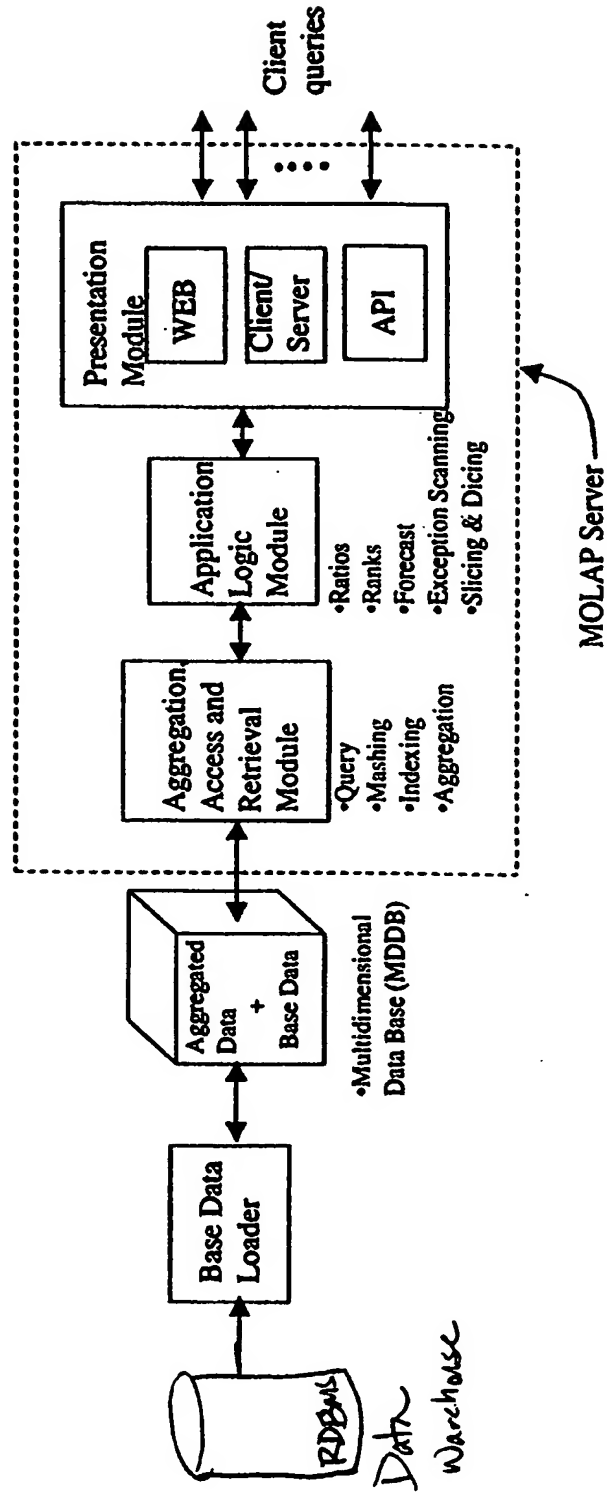 RDBMS
Data
Warehouse
Base Data
Loader
Aggregated
Data
+
Base Data
•Multidimensional
Data Base (MDDB)
Aggregation,
Access and
Retrieval
Module
•Query
•Mashing
•Indexing
•Aggregation
Application
Logic
Module
•Ratios
•Ranks
•Forecast
•Exception Scanning
•Slicing & Dicing
Presentation
Module
WEB
Client/
Server
API
Client
queries
MOLAP Server